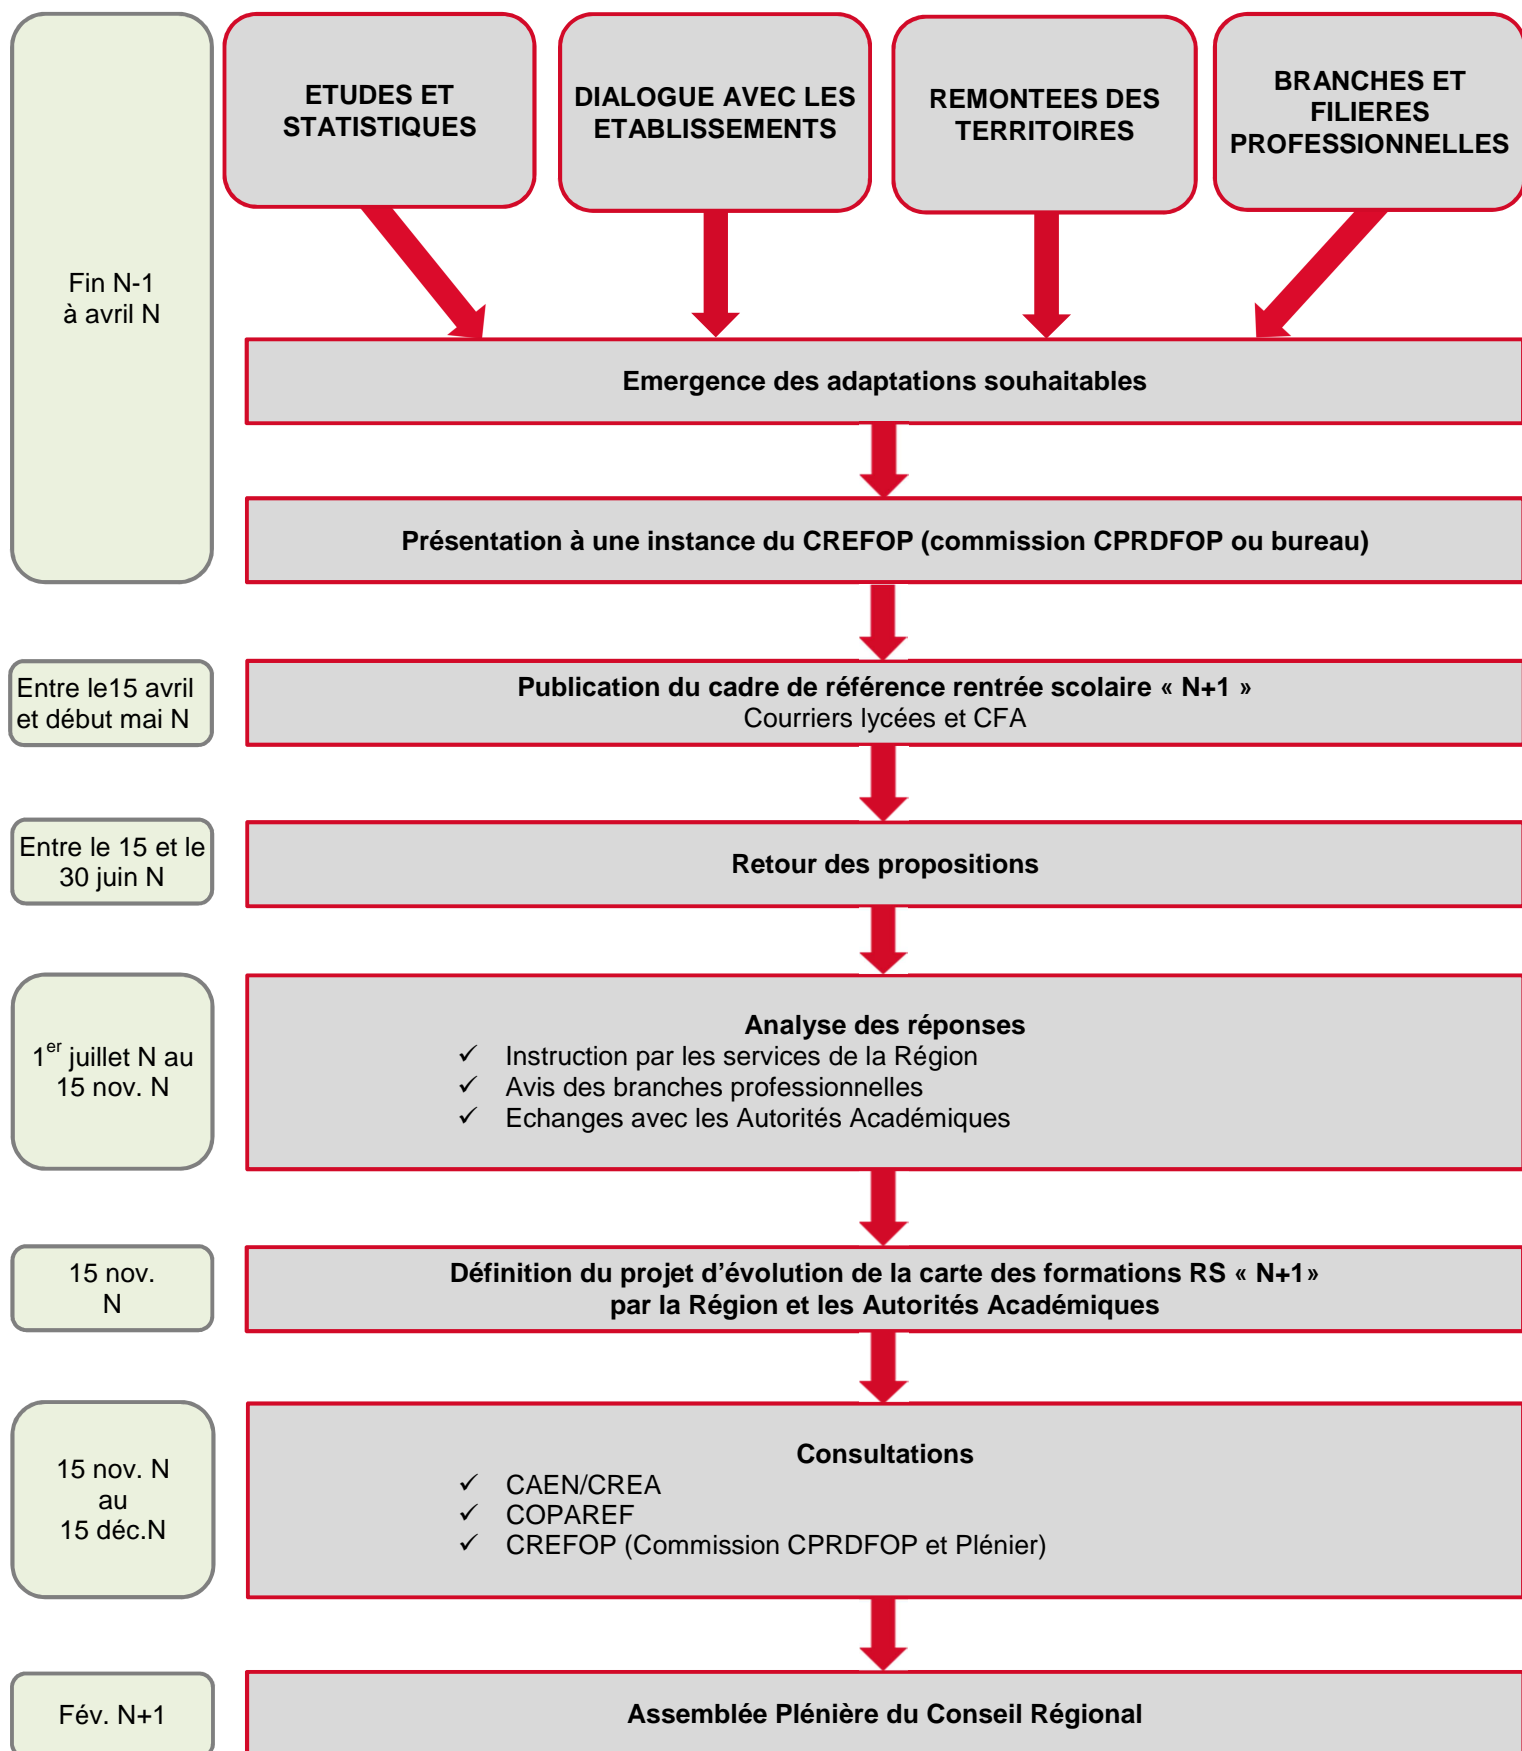 ETUDES ET
STATISTIQUES
DIALOGUE AVEC LES
ETABLISSEMENTS
REMONTEES DES
TERRITOIRES
BRANCHES ET
FILIERES
PROFESSIONNELLES
Fin N-1
à avril N
Emergence des adaptations souhaitables
Présentation à une instance du CREFOP (commission CPRDFOP ou bureau)
Entre le15 avril
et début mai N
Publication du cadre de référence rentrée scolaire « N+1 »
Courriers lycées et CFA
Entre le 15 et le
30 juin N
Retour des propositions
1er juillet N au
15 nov. N
Analyse des réponses
✓ Instruction par les services de la Région
✓ Avis des branches professionnelles
✓ Echanges avec les Autorités Académiques
15 nov.
N
Définition du projet d’évolution de la carte des formations RS « N+1»
par la Région et les Autorités Académiques
15 nov. N
au
15 déc.N
Consultations
✓ CAEN/CREA
✓ COPAREF
✓ CREFOP (Commission CPRDFOP et Plénier)
Fév. N+1
Assemblée Plénière du Conseil Régional